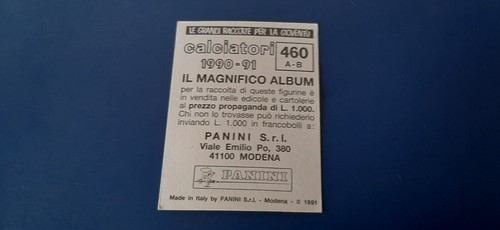 LE GRANDI RACCOLTE PER LA GIOVENTÙ
calciatori
1990-91
460
A-B
IL MAGNIFICO ALBUM
per la raccolta di queste figurine è
in vendita nelle edicole e cartolerie
al prezzo propaganda di L. 1.000.
Chi non lo trovasse può richiederlo
inviando L. 1.000 in francobolli a:
PANINI S.r.l.
Viale Emilio Po, 380
41100 MODENA
PANINI
Made in Italy by PANINI S.r.l. - Modena - © 1991